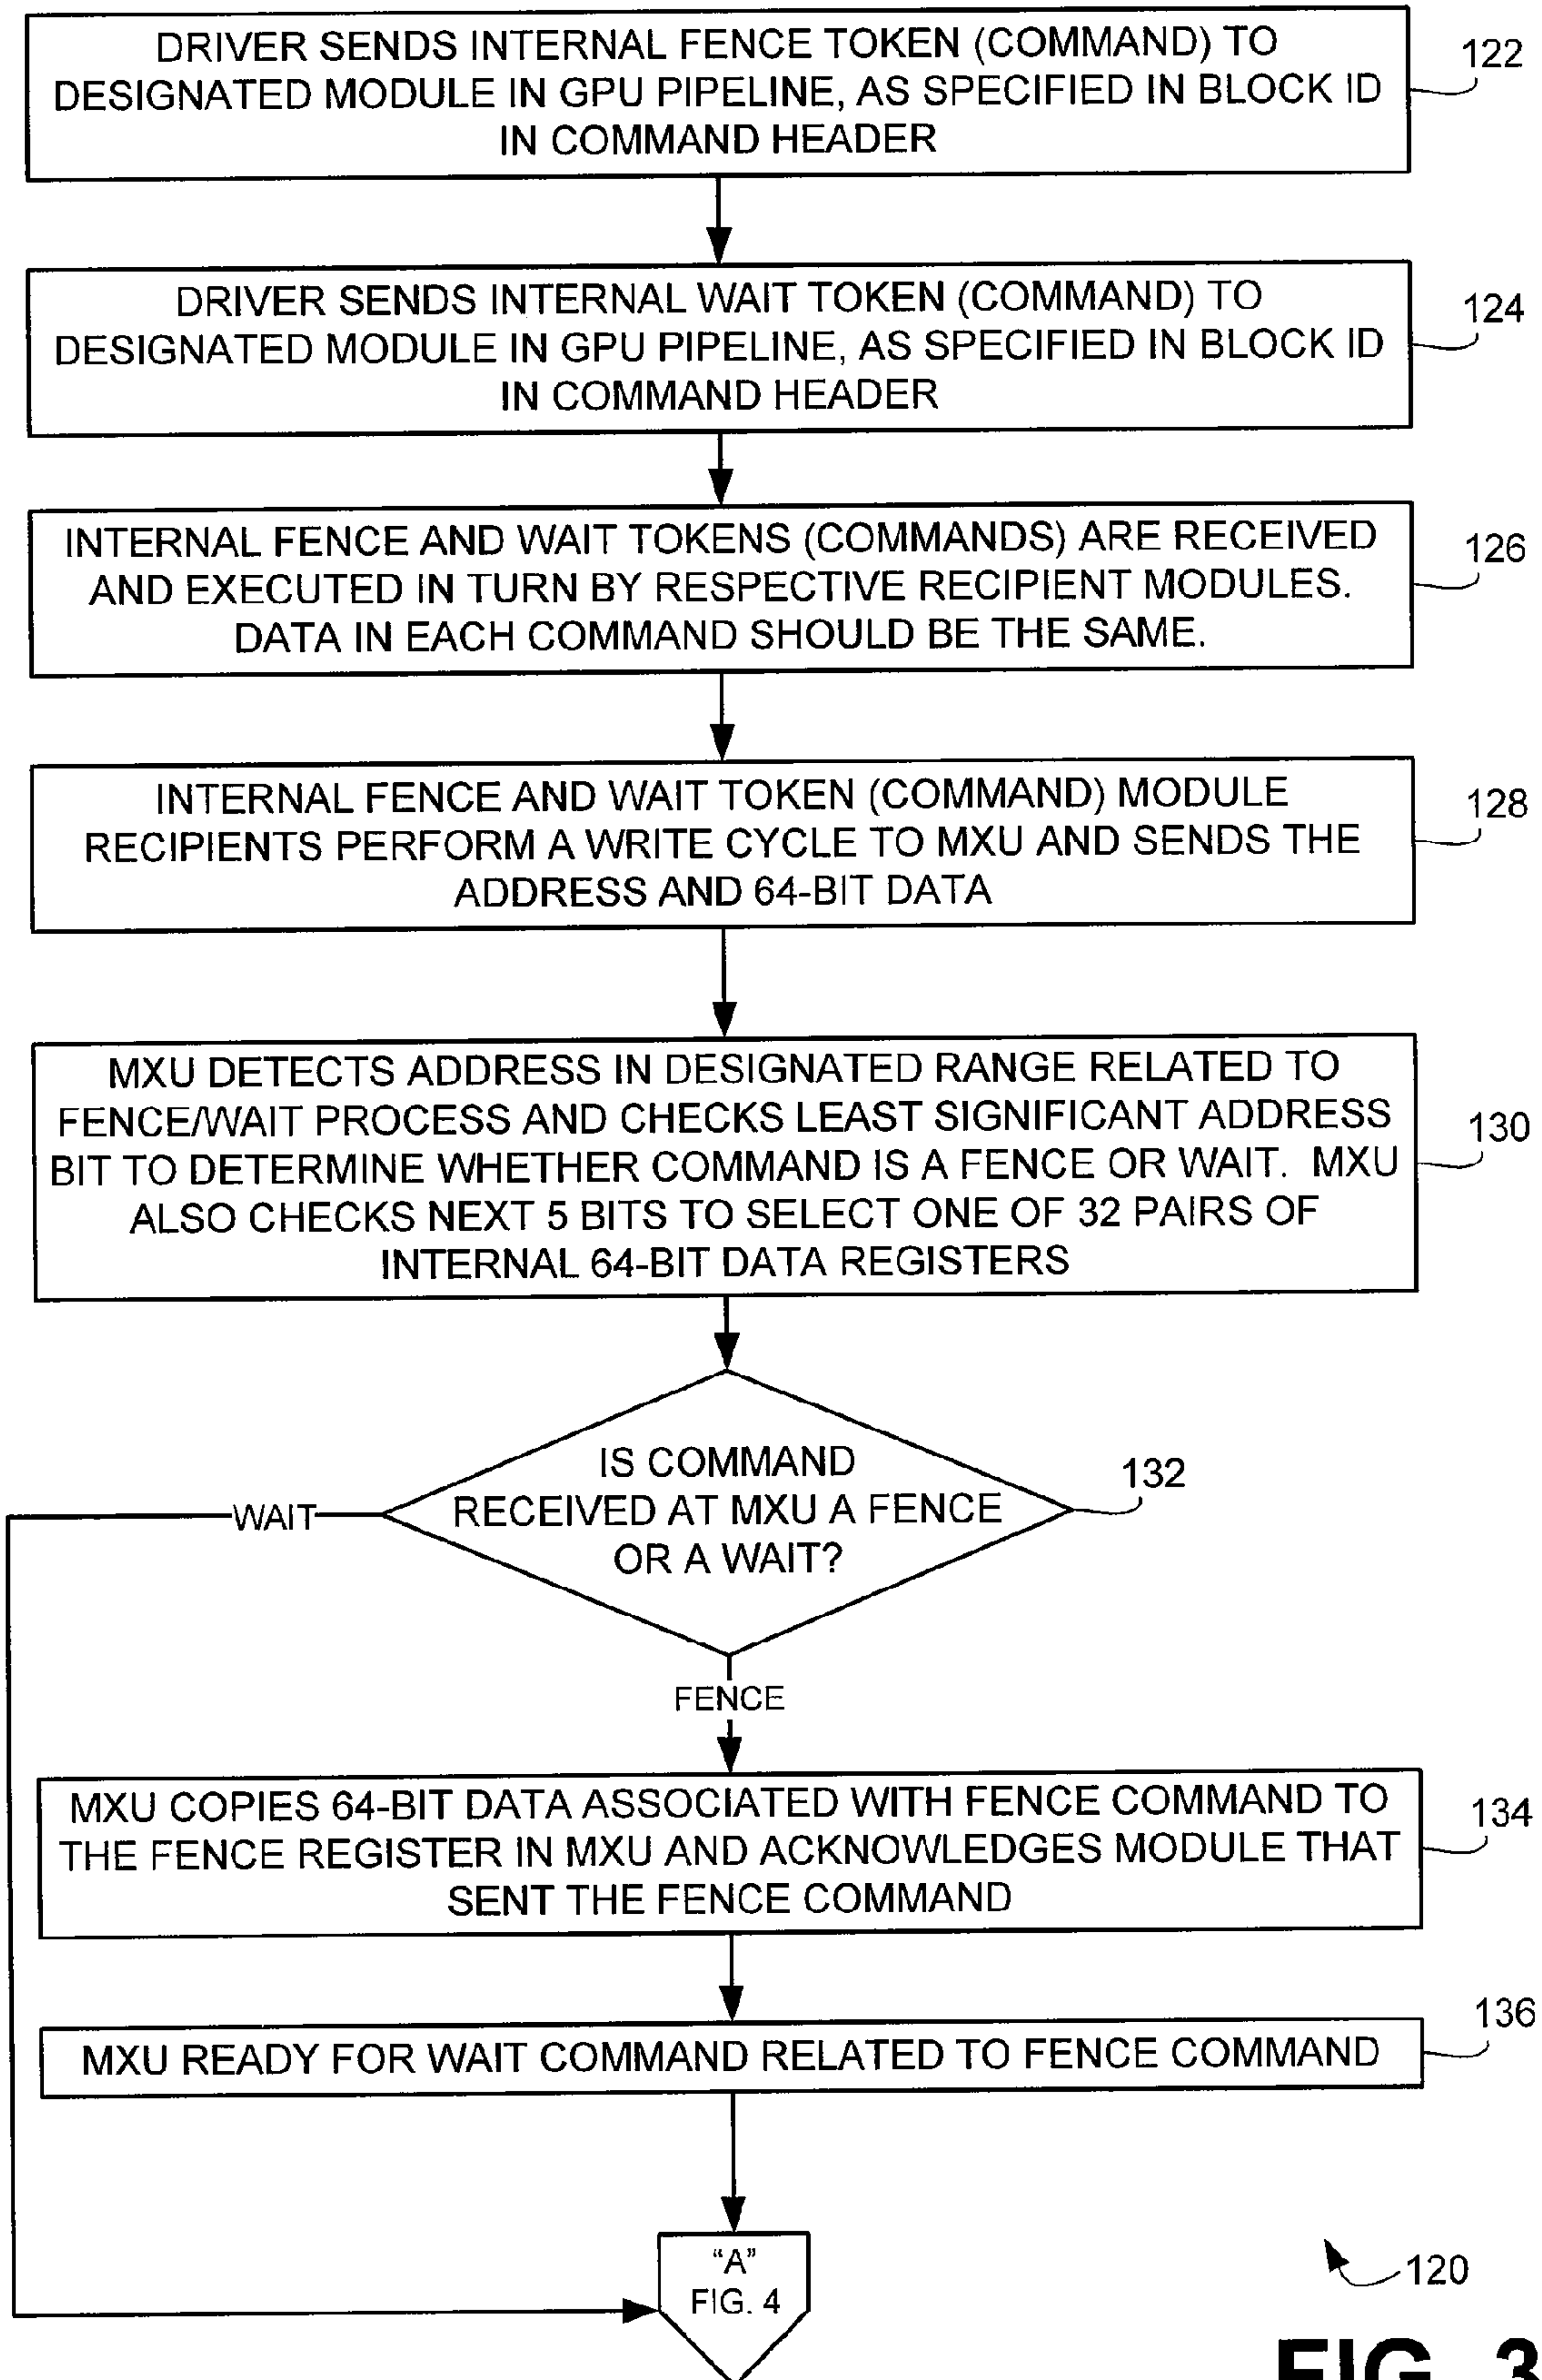 DRIVER SENDS INTERNAL FENCE TOKEN (COMMAND) TO
DESIGNATED MODULE IN GPU PIPELINE, AS SPECIFIED IN BLOCK ID
IN COMMAND HEADER
122
DRIVER SENDS INTERNAL WAIT TOKEN (COMMAND) TO
DESIGNATED MODULE IN GPU PIPELINE, AS SPECIFIED IN BLOCK ID
IN COMMAND HEADER
124
INTERNAL FENCE AND WAIT TOKENS (COMMANDS) ARE RECEIVED
AND EXECUTED IN TURN BY RESPECTIVE RECIPIENT MODULES.
DATA IN EACH COMMAND SHOULD BE THE SAME.
126
INTERNAL FENCE AND WAIT TOKEN (COMMAND) MODULE
RECIPIENTS PERFORM A WRITE CYCLE TO MXU AND SENDS THE
ADDRESS AND 64-BIT DATA
128
MXU DETECTS ADDRESS IN DESIGNATED RANGE RELATED TO
FENCE/WAIT PROCESS AND CHECKS LEAST SIGNIFICANT ADDRESS
BIT TO DETERMINE WHETHER COMMAND IS A FENCE OR WAIT. MXU
ALSO CHECKS NEXT 5 BITS TO SELECT ONE OF 32 PAIRS OF
INTERNAL 64-BIT DATA REGISTERS
130
IS COMMAND
RECEIVED AT MXU A FENCE
OR A WAIT?
132
WAIT
FENCE
MXU COPIES 64-BIT DATA ASSOCIATED WITH FENCE COMMAND TO
THE FENCE REGISTER IN MXU AND ACKNOWLEDGES MODULE THAT
SENT THE FENCE COMMAND
134
MXU READY FOR WAIT COMMAND RELATED TO FENCE COMMAND
136
“A”
FIG. 4
120
FIG. 3